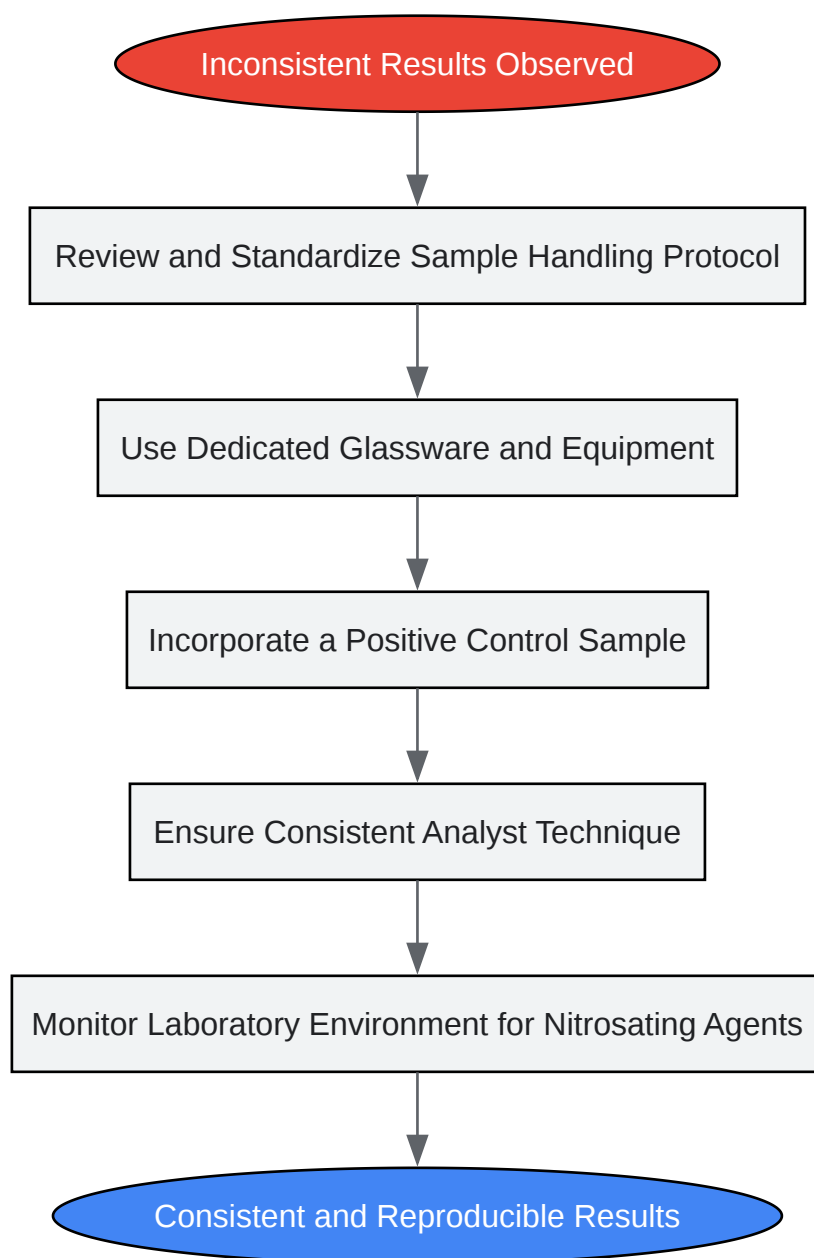 Inconsistent Results Observed
Review and Standardize Sample Handling Protocol
Use Dedicated Glassware and Equipment
Incorporate a Positive Control Sample
Ensure Consistent Analyst Technique
Monitor Laboratory Environment for Nitrosating Agents
Consistent and Reproducible Results